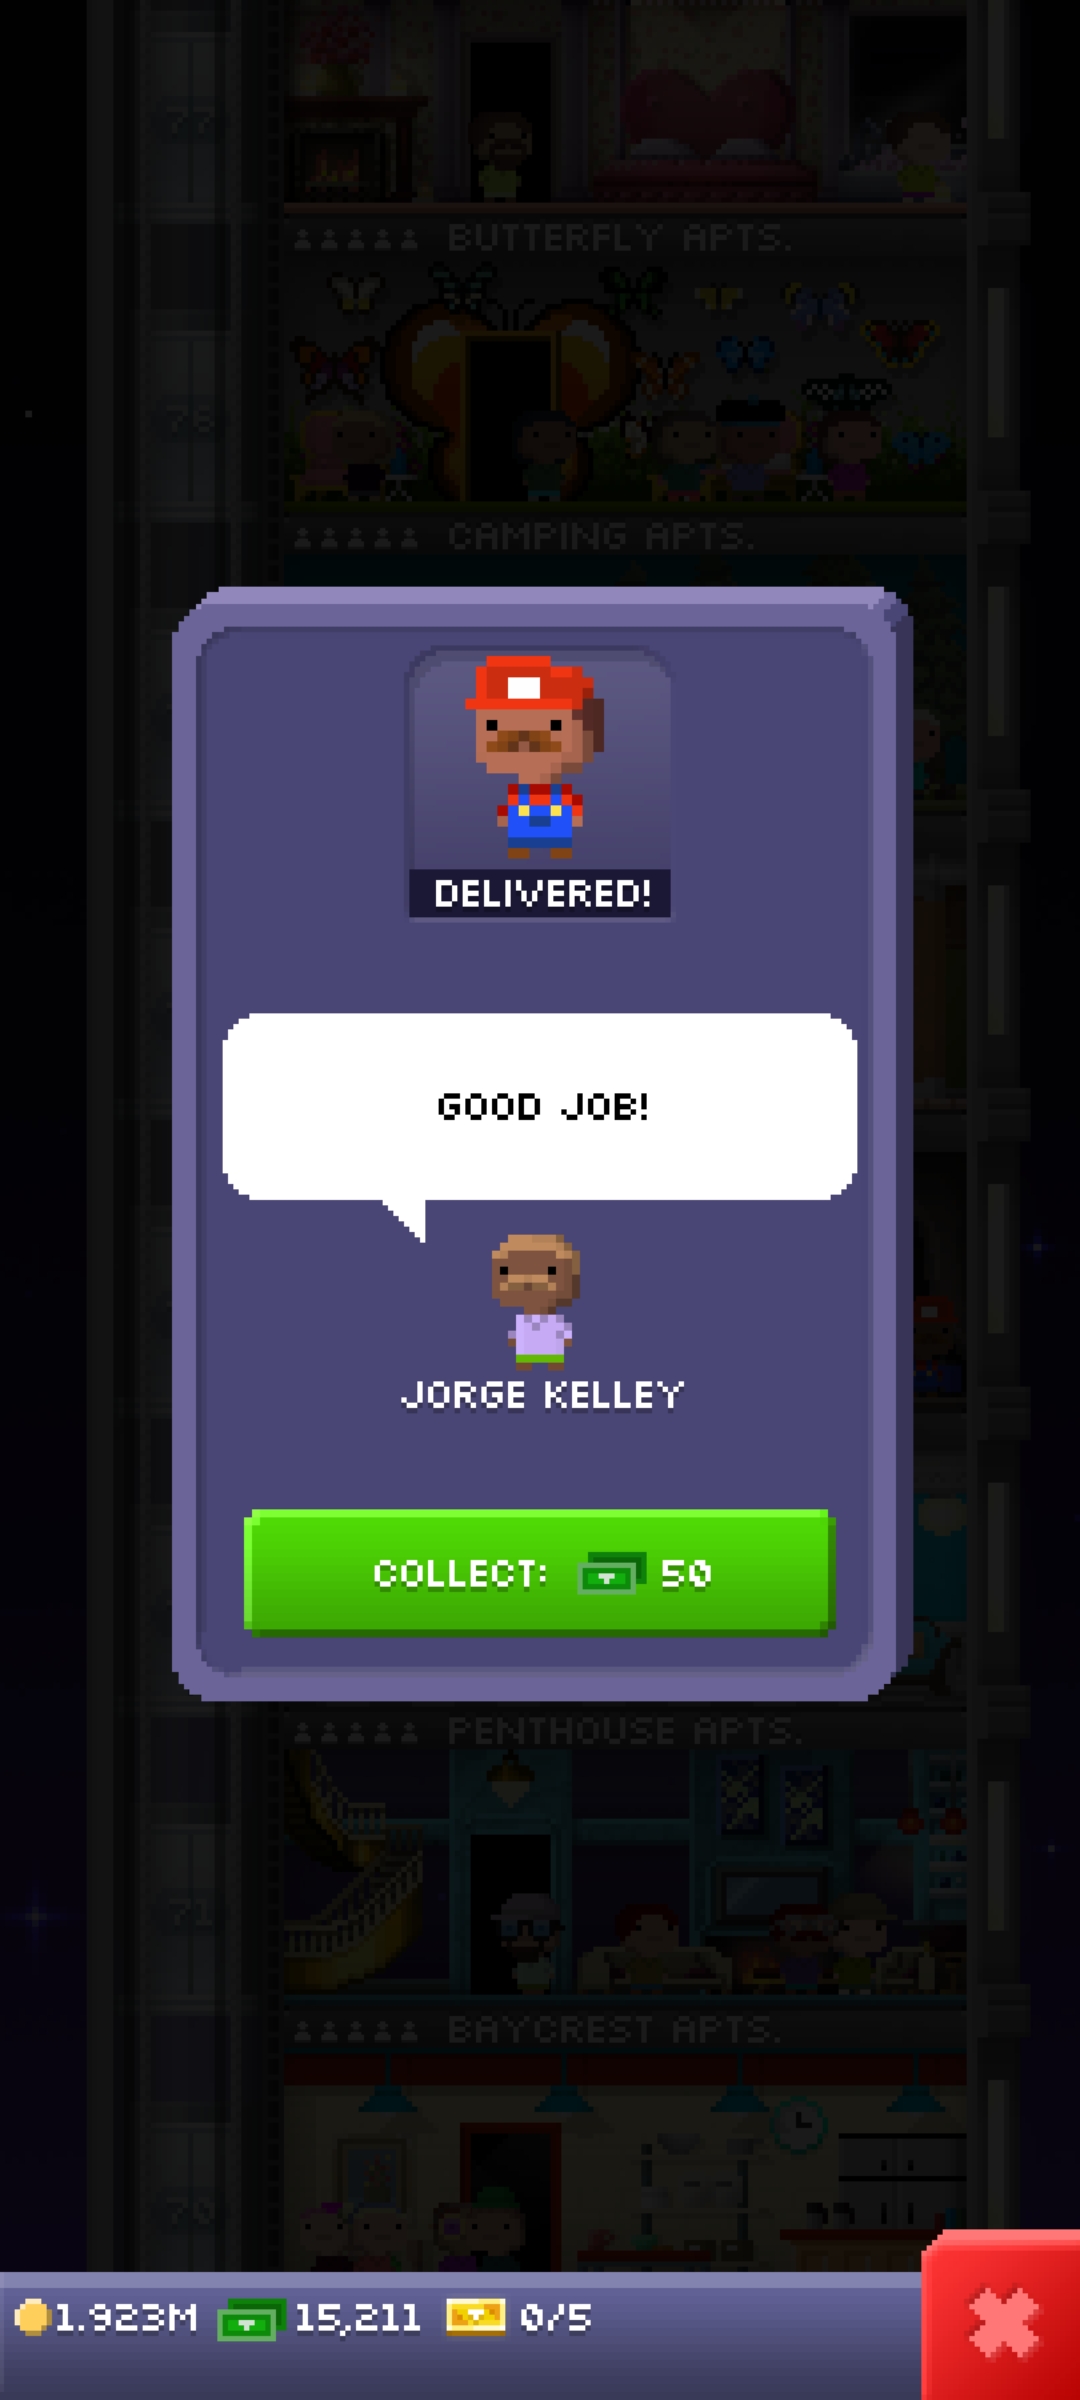 77
BUTTERFLY APTS.
76
CAMPING APTS.
DELIVERED!
GOOD JOB!
JORGE KELLEY
COLLECT: 50
PENTHOUSE APTS.
71
BAYCREST APTS.
70
1.923M 15,211 0/5